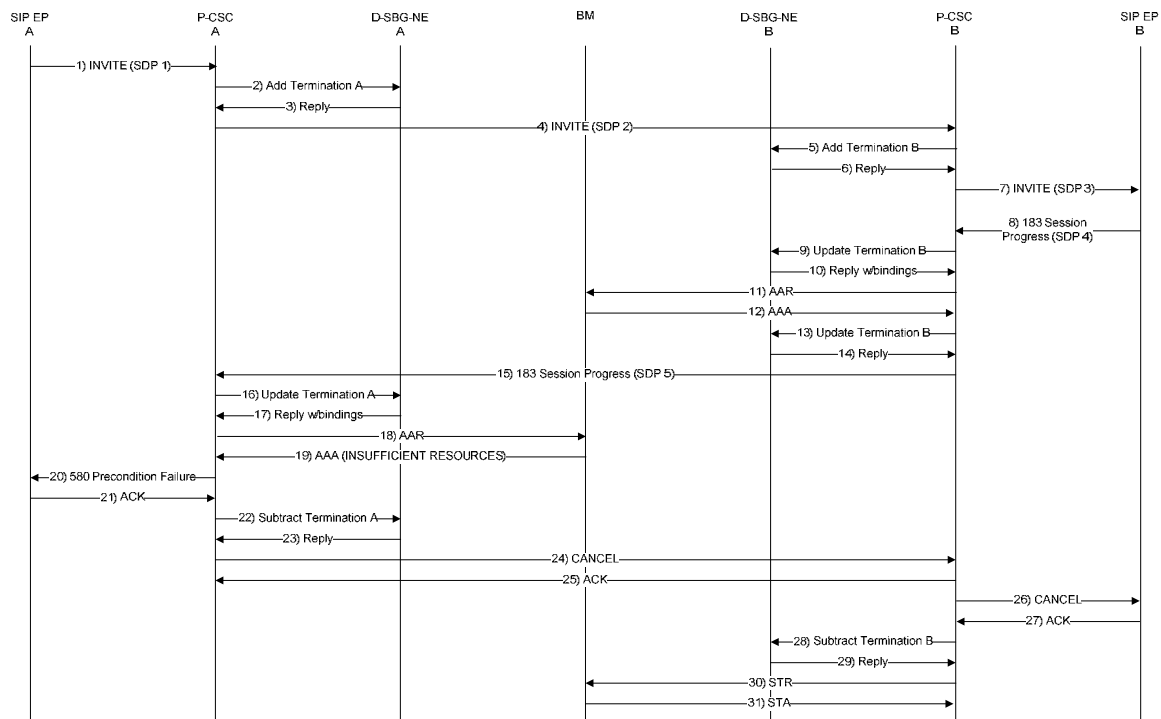 SIP EP
A
P-CSC
A
D-SBG-NE
A
BM
D-SBG-NE
B
P-CSC
B
SIP EP
B
1) INVITE (SDP 1)
2) Add Termination A
3) Reply
4) INVITE (SDP 2)
5) Add Termination B
6) Reply
7) INVITE (SDP 3)
8) 183 Session
Progress (SDP 4)
9) Update Termination B
10) Reply w/bindings
11) AAR
12) AAA
13) Update Termination B
14) Reply
15) 183 Session Progress (SDP 5)
16) Update Termination A
17) Reply w/bindings
18) AAR
19) AAA (INSUFFICIENT RESOURCES)
20) 580 Precondition Failure
21) ACK
22) Subtract Termination A
23) Reply
24) CANCEL
25) ACK
26) CANCEL
27) ACK
28) Subtract Termination B
29) Reply
30) STR
31) STA